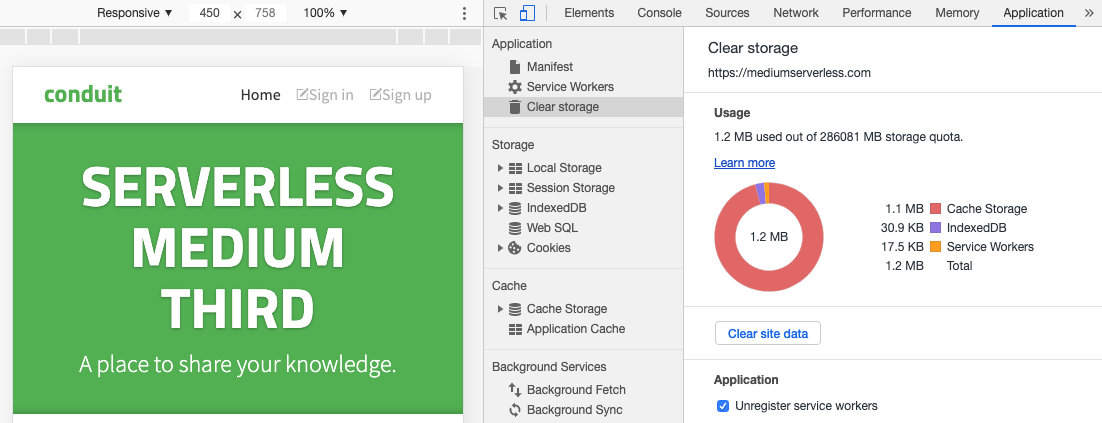 Responsive ▼ 450 × 758 100% ▼
conduit
Home Sign in Sign up
SERVERLESS
MEDIUM
THIRD
A place to share your knowledge.
Elements Console Sources Network Performance Memory Application »
Application
Manifest
Service Workers
Clear storage
Storage
Local Storage
Session Storage
IndexedDB
Web SQL
Cookies
Cache
Cache Storage
Application Cache
Background Services
Background Fetch
Background Sync
Clear storage
https://mediumserverless.com
Usage
1.2 MB used out of 286081 MB storage quota.
Learn more
1.2 MB
1.1 MB Cache Storage
30.9 KB IndexedDB
17.5 KB Service Workers
1.2 MB Total
Clear site data
Application
Unregister service workers